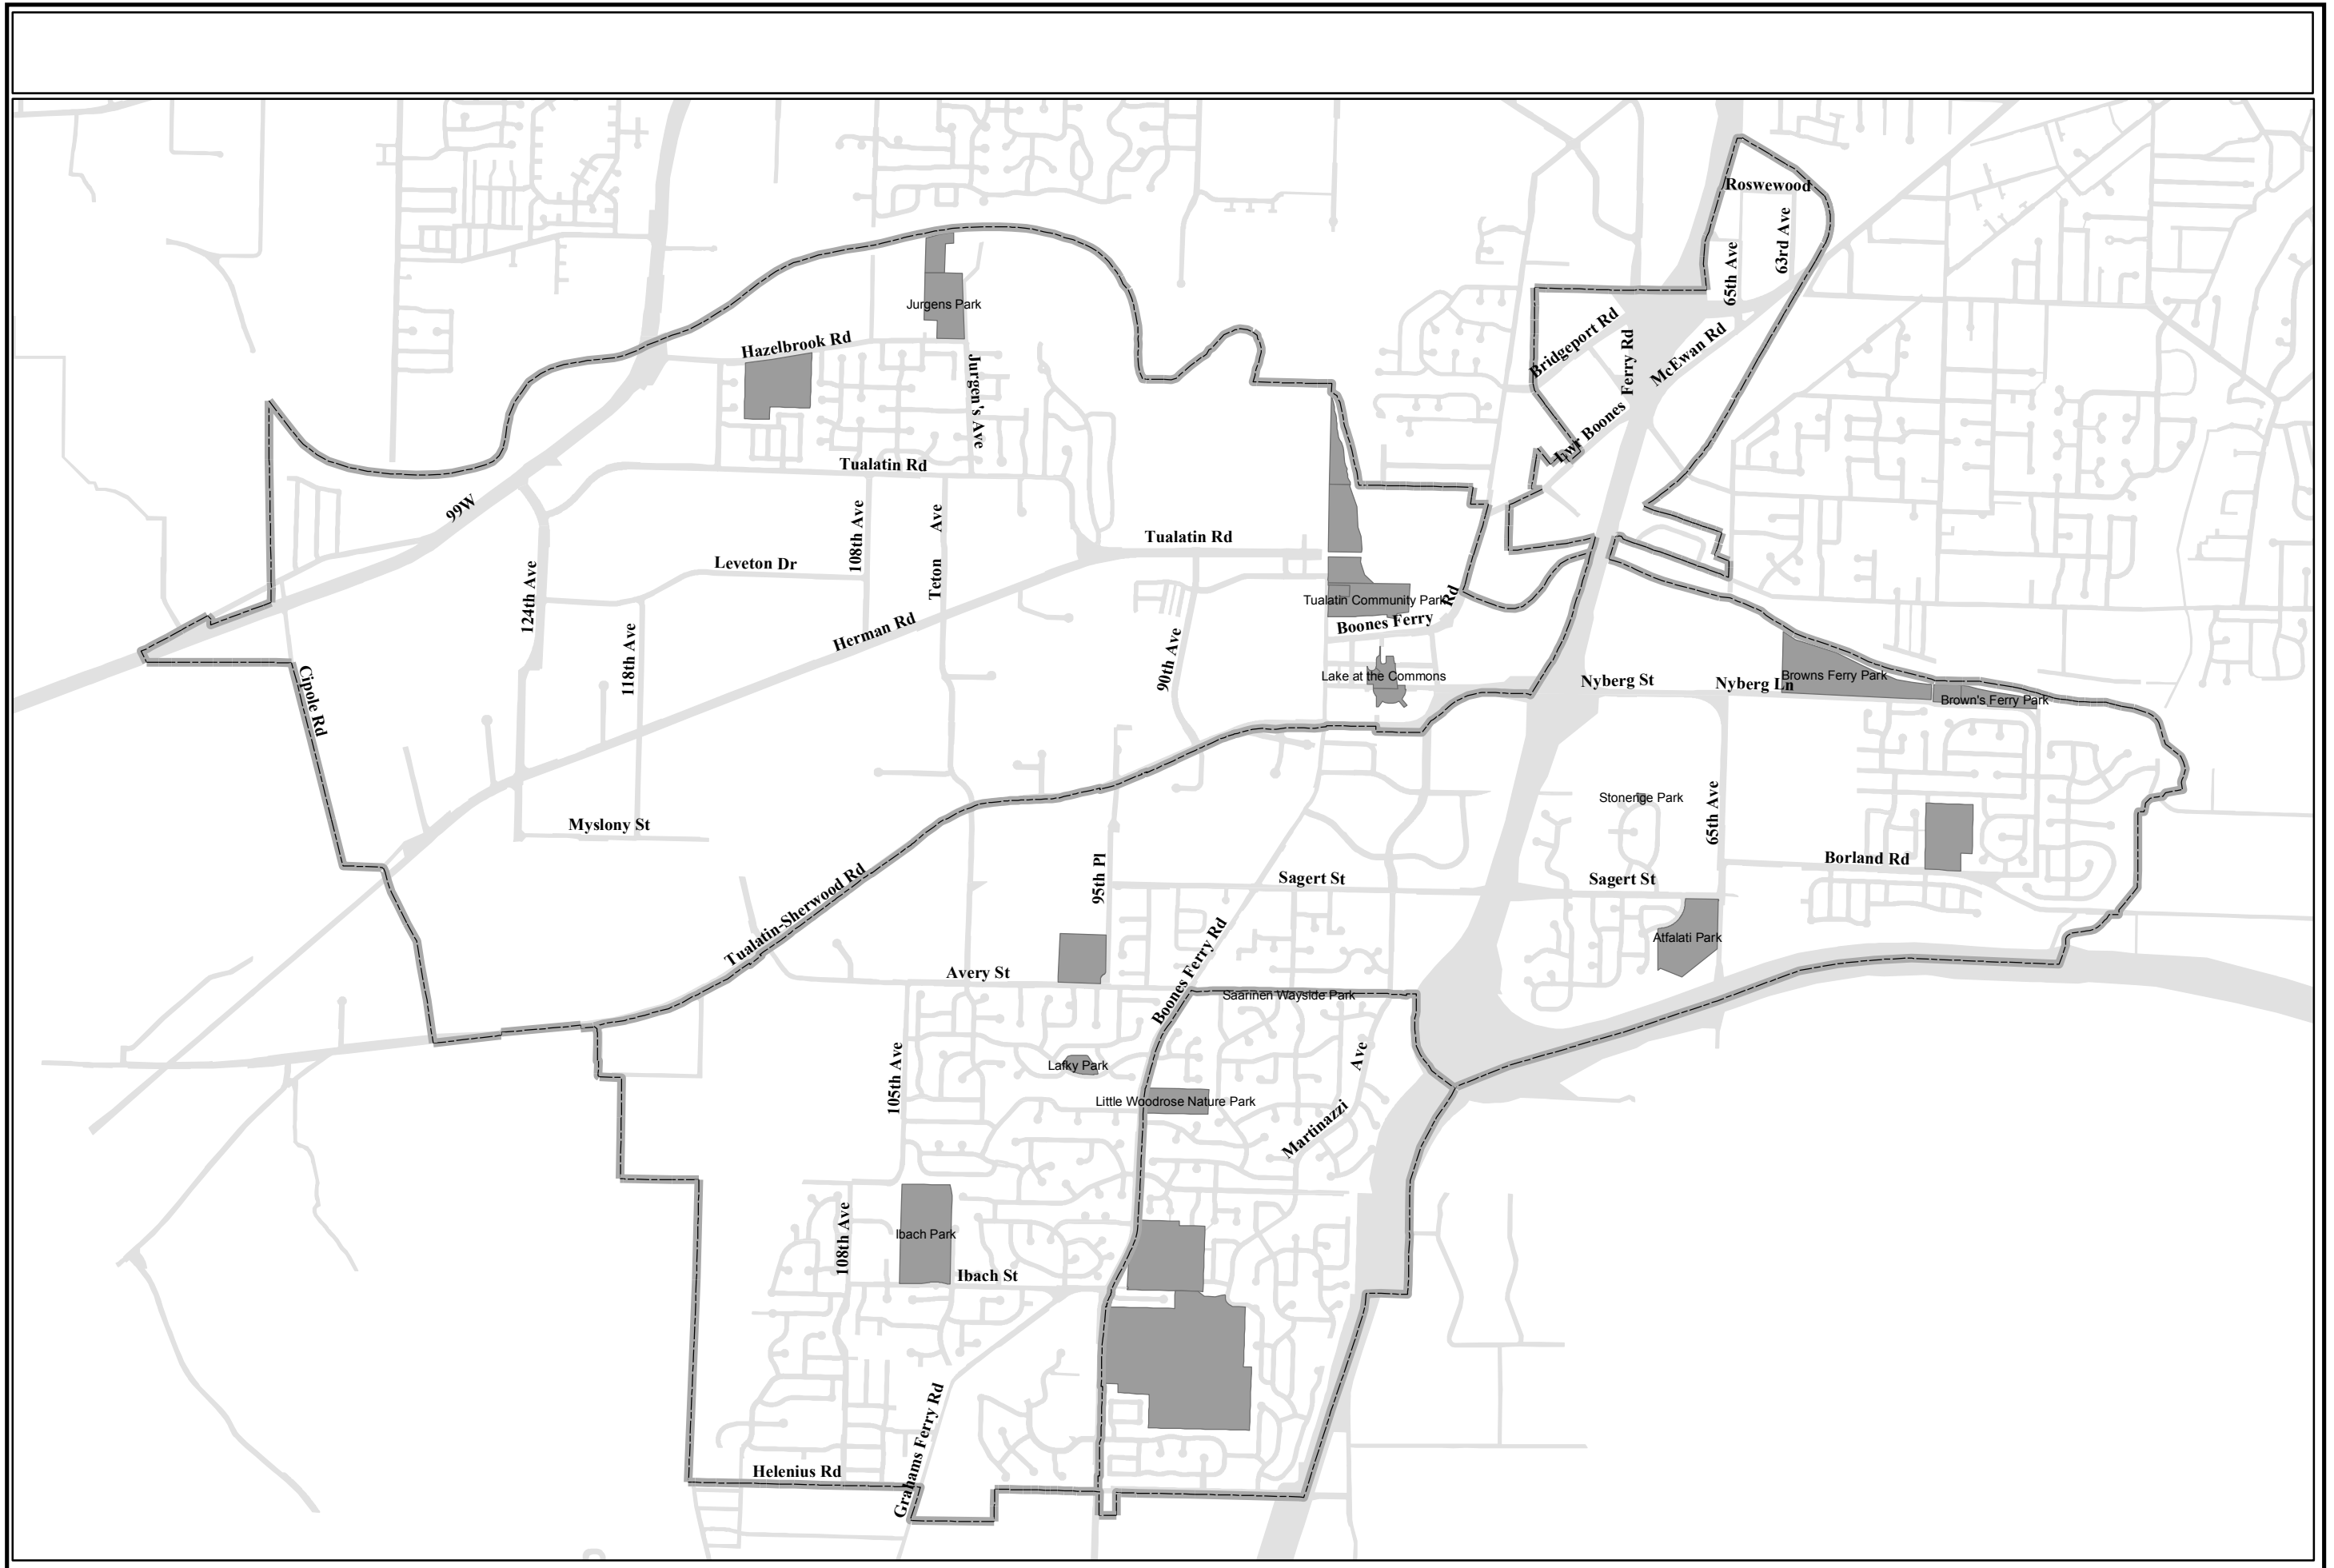 Roswewood
63rd Ave
65th Ave
Jurgens Park
Bridgeport Rd
Ferry Rd
McEwan Rd
Hazelbrook Rd
Jurgen's Ave
Lwr Boones
Tualatin Rd
99W
108th Ave
Teton Ave
Tualatin Rd
Leveton Dr
124th Ave
Tualatin Community Park
Rd
Boones Ferry
Herman Rd
118th Ave
90th Ave
Lake at the Commons
Nyberg St
Nyberg Ln
Browns Ferry Park
Brown's Ferry Park
Cipole Rd
Stonerige Park
65th Ave
Myslony St
Borland Rd
95th Pl
Sagert St
Sagert St
Tualatin-Sherwood Rd
Atfalati Park
Avery St
Boones Ferry Rd
Saarinen Wayside Park
Ave
Lafky Park
105th Ave
Little Woodrose Nature Park
Martinazzi
108th Ave
Ibach Park
Ibach St
Grahams Ferry Rd
Helenius Rd